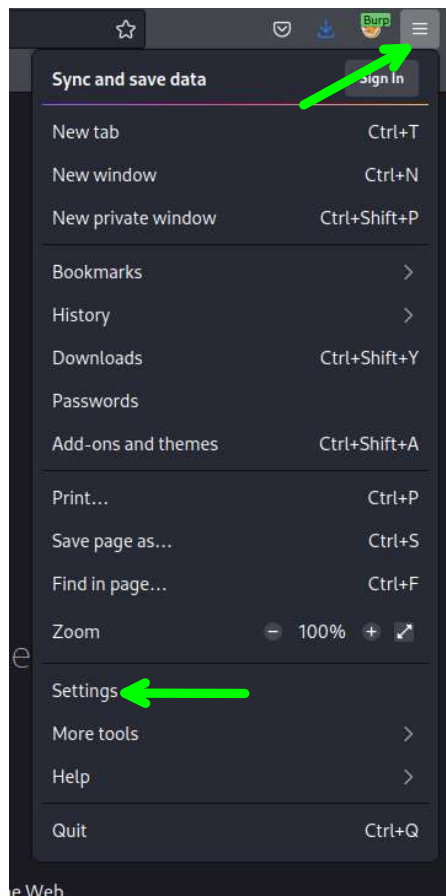 Burp
Sync and save data Sign In
New tab Ctrl+T
New window Ctrl+N
New private window Ctrl+Shift+P
Bookmarks
History
Downloads Ctrl+Shift+Y
Passwords
Add-ons and themes Ctrl+Shift+A
Print... Ctrl+P
Save page as... Ctrl+S
Find in page... Ctrl+F
Zoom - 100% +
e
Settings
More tools
Help
Quit Ctrl+Q
e Web